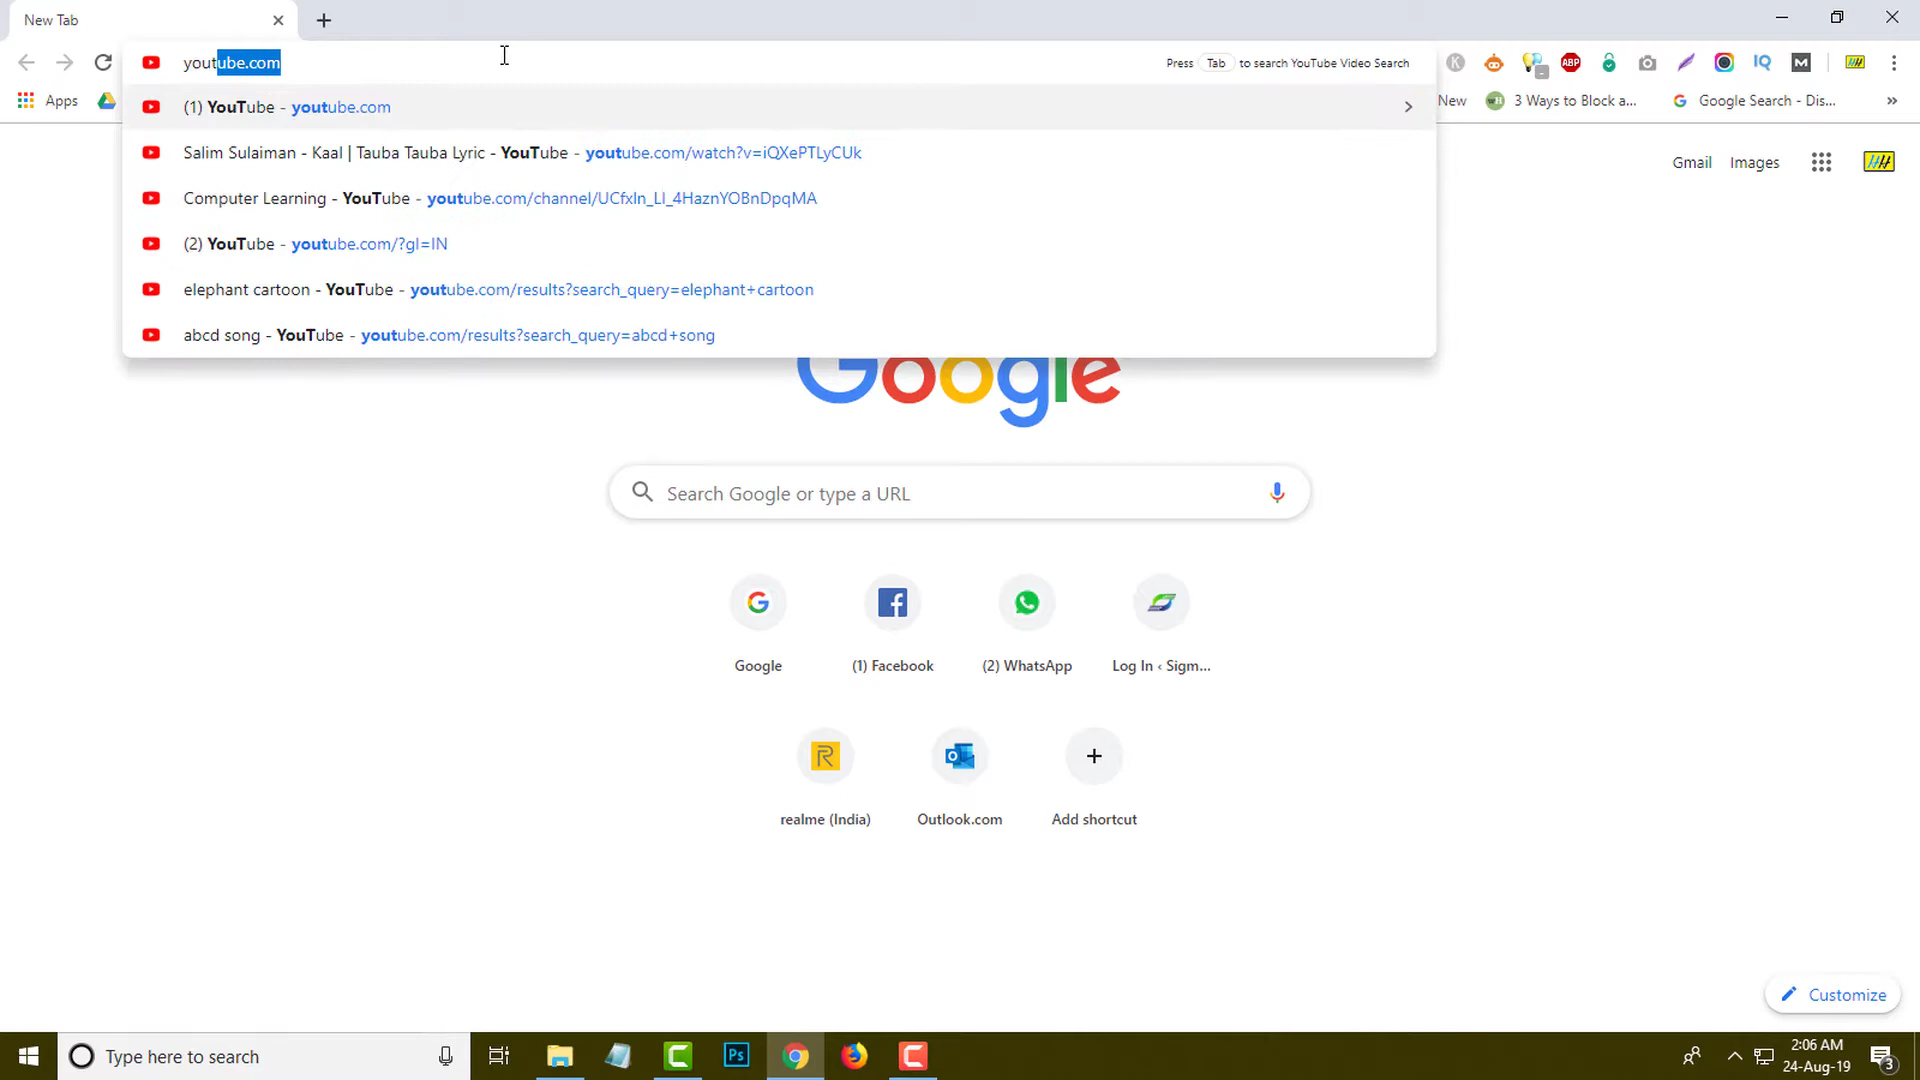 New Tab
youtube.com
Press Tab to search YouTube Video Search
ABP
IQ
M
Apps
New
3 Ways to Block a...
Google Search - Dis...
»
(1) YouTube - youtube.com
Salim Sulaiman - Kaal | Tauba Tauba Lyric - YouTube - youtube.com/watch?v=iQXePTLyCUk
Computer Learning - YouTube - youtube.com/channel/UCfxIn_LI_4HaznYOBnDpqMA
(2) YouTube - youtube.com/?gl=IN
elephant cartoon - YouTube - youtube.com/results?search_query=elephant+cartoon
abcd song - YouTube - youtube.com/results?search_query=abcd+song
Gmail
Images
Google
Search Google or type a URL
Google
(1) Facebook
(2) WhatsApp
Log In ‹ Sigm...
realme (India)
Outlook.com
Add shortcut
Customize
Type here to search
Ps
2:06 AM
24-Aug-19
3